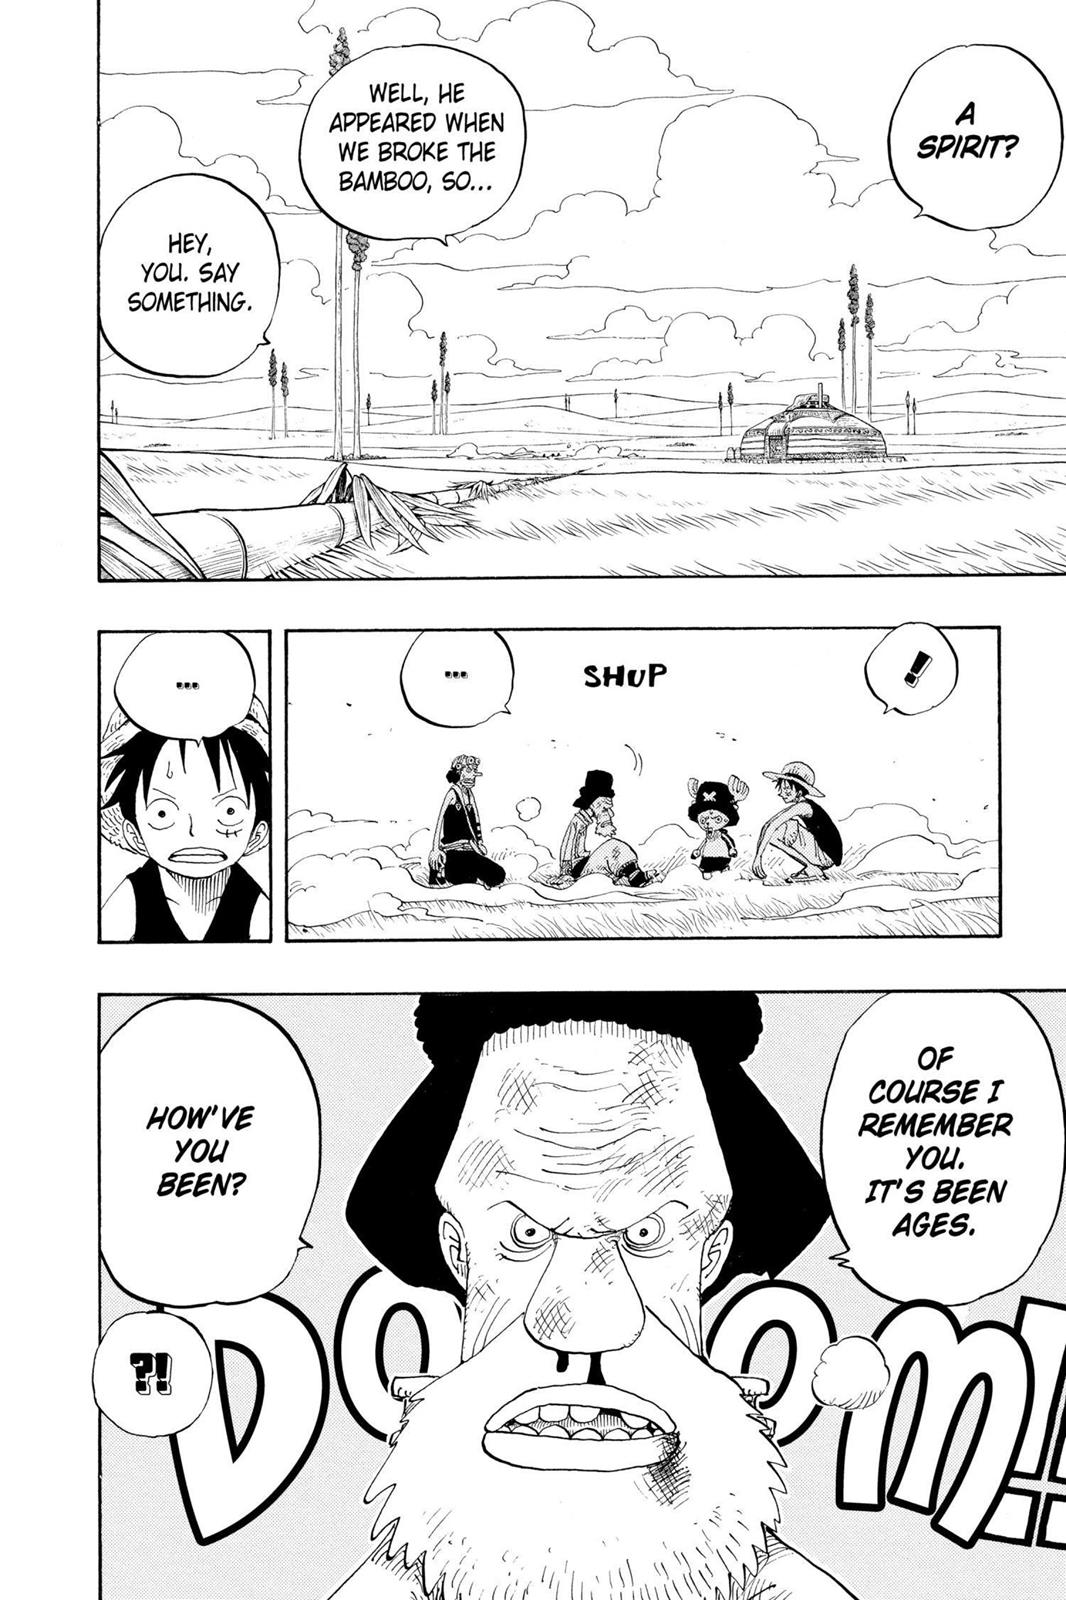 A
SPIRIT?
WELL, HE
APPEARED WHEN
WE BROKE THE
BAMBOO, SO...
HEY,
YOU. SAY
SOMETHING.
!
SHUP
...
...
OF
COURSE I
REMEMBER
YOU.
IT'S BEEN
AGES.
HOW'VE
YOU
BEEN?
DOOOM!!
?!